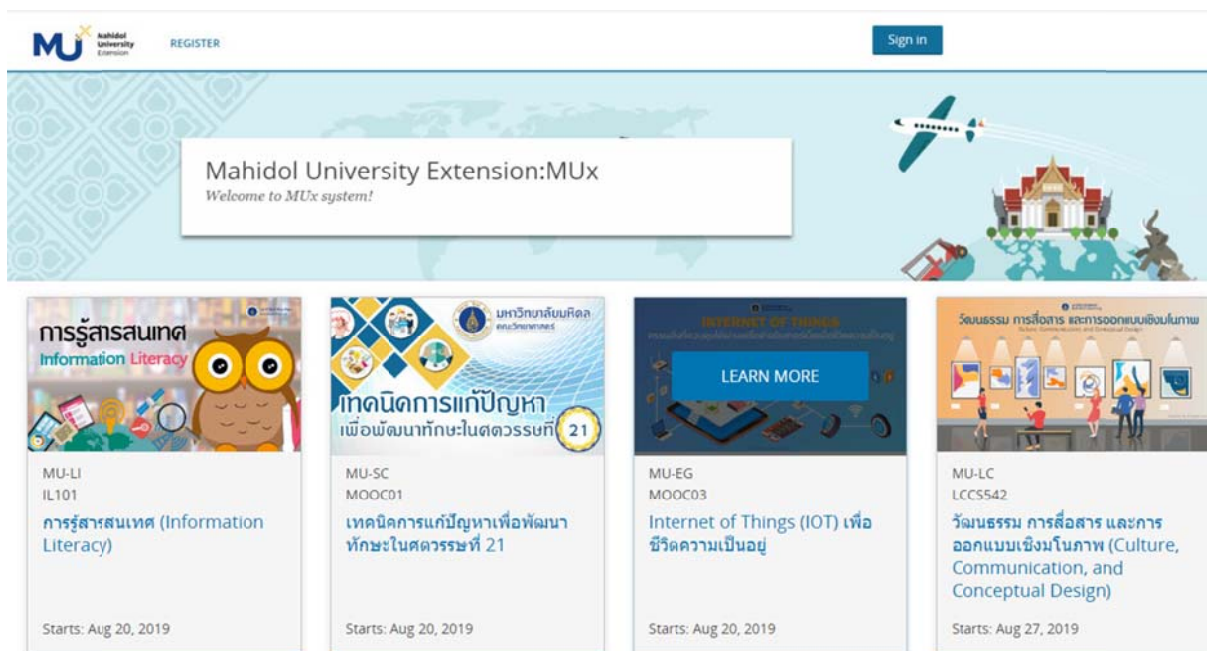 MUx Mahidol
University
Extension
REGISTER
Sign in
Mahidol University Extension:MUx
Welcome to MUx system!
การรู้สารสนเทศ
Information Literacy
มหาวิทยาลัยมหิดล
คณะวิทยาศาสตร์
เทคนิคการแก้ปัญหา
เพื่อพัฒนาทักษะในศตวรรษที่ 21
INTERNET OF THINGS
LEARN MORE
วัฒนธรรม การสื่อสาร และการออกแบบเชิงมโนภาพ
Culture, Communication, and Conceptual Design
MU-LI
IL101
การรู้สารสนเทศ (Information
Literacy)
Starts: Aug 20, 2019
MU-SC
MOOC01
เทคนิคการแก้ปัญหาเพื่อพัฒนา
ทักษะในศตวรรษที่ 21
Starts: Aug 20, 2019
MU-EG
MOOC03
Internet of Things (IOT) เพื่อ
ชีวิตความเป็นอยู่
Starts: Aug 20, 2019
MU-LC
LCCS542
วัฒนธรรม การสื่อสาร และการ
ออกแบบเชิงมโนภาพ (Culture,
Communication, and
Conceptual Design)
Starts: Aug 27, 2019